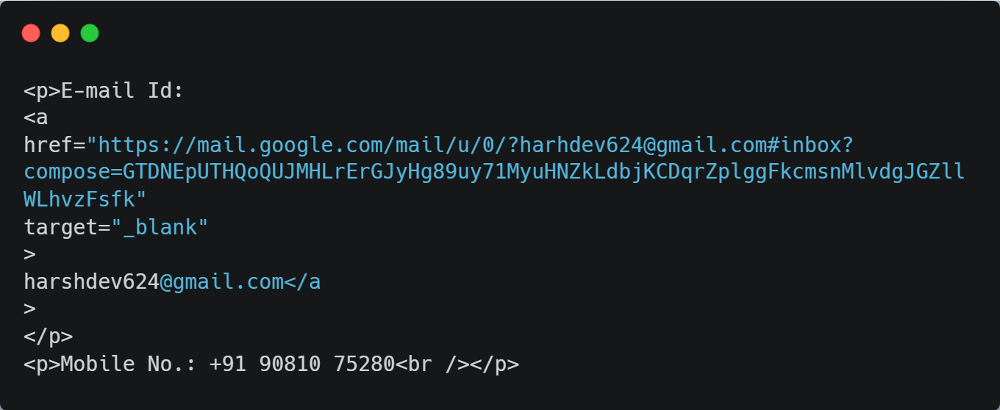 <p>E-mail Id:
<a
href="https://mail.google.com/mail/u/0/?harhdev624@gmail.com#inbox?
compose=GTDNEpUTHQoQUJMHLrErGJyHg89uy71MyuHNZkLdbjKCDqrZplggFkcmsnMlvdgJGZll
WLhvzFsfk"
target="_blank"
>
harshdev624@gmail.com</a
>
</p>
<p>Mobile No.: +91 90810 75280<br /></p>